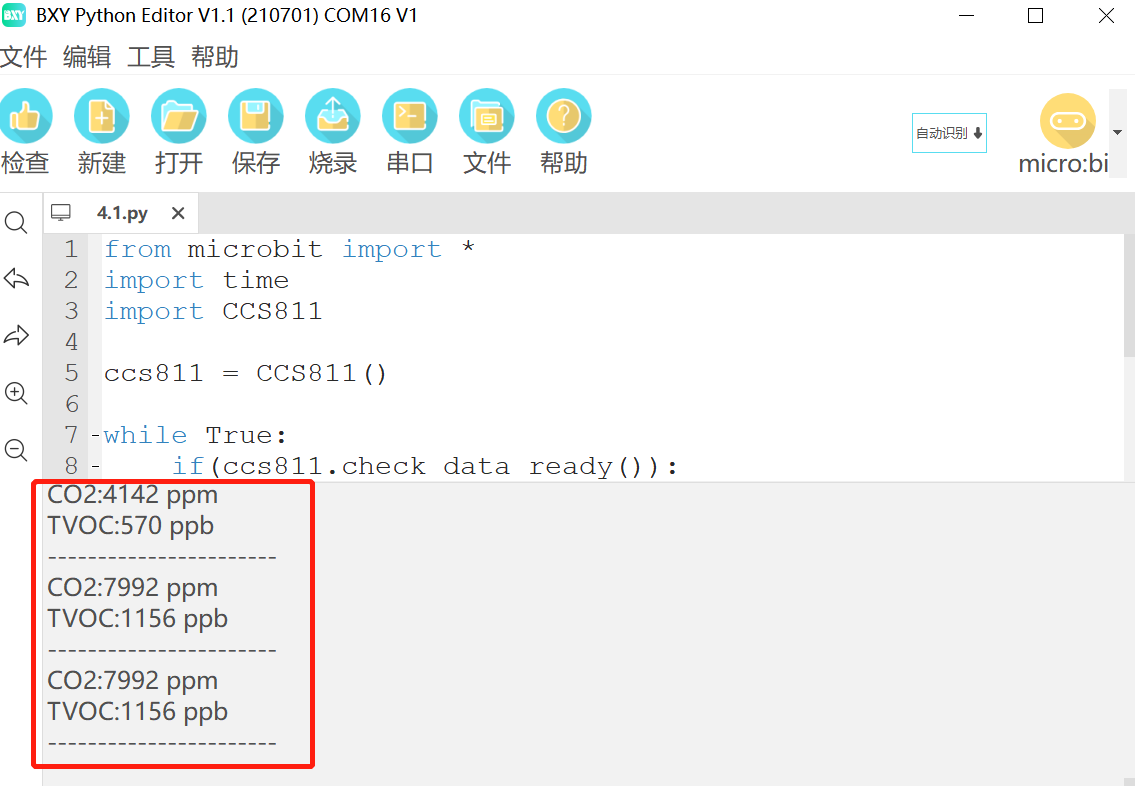 BXY Python Editor V1.1 (210701) COM16 V1
文件 编辑 工具 帮助
检查 新建 打开 保存 烧录 串口 文件 帮助
自动识别
micro:bi
4.1.py
1 from microbit import *
2 import time
3 import CCS811
4
5 ccs811 = CCS811()
6
7 while True:
8     if(ccs811.check_data_ready()):
CO2:4142 ppm
TVOC:570 ppb
-----------------------
CO2:7992 ppm
TVOC:1156 ppb
-----------------------
CO2:7992 ppm
TVOC:1156 ppb
-----------------------